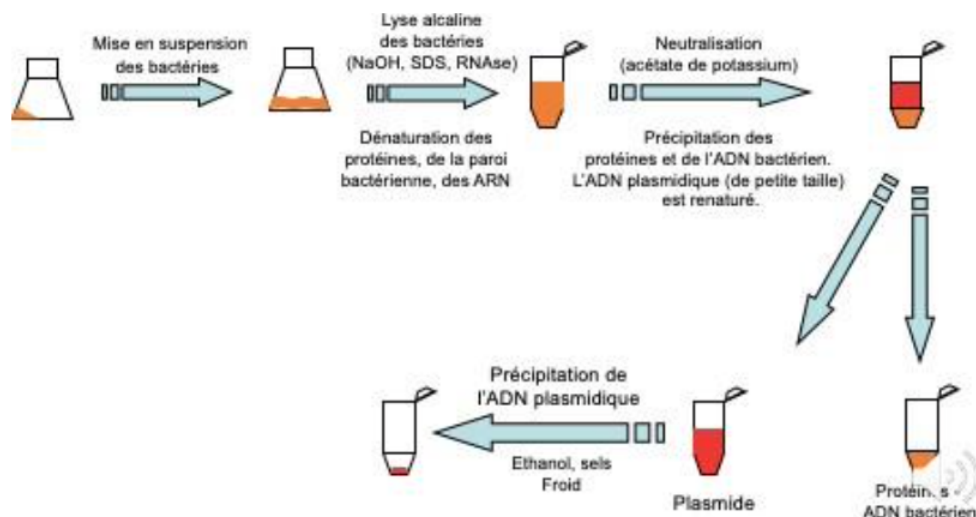 Mise en suspension
des bactéries
Lyse alcaline
des bactéries
(NaOH, SDS, RNAse)
Dénaturation des
protéines, de la paroi
bactérienne, des ARN
Neutralisation
(acétate de potassium)
Précipitation des
protéines et de l'ADN bactérien.
L'ADN plasmidique (de petite taille)
est renaturé.
Précipitation de
l'ADN plasmidique
Ethanol, sels
Froid
Plasmide
Protéines -
ADN bactérien